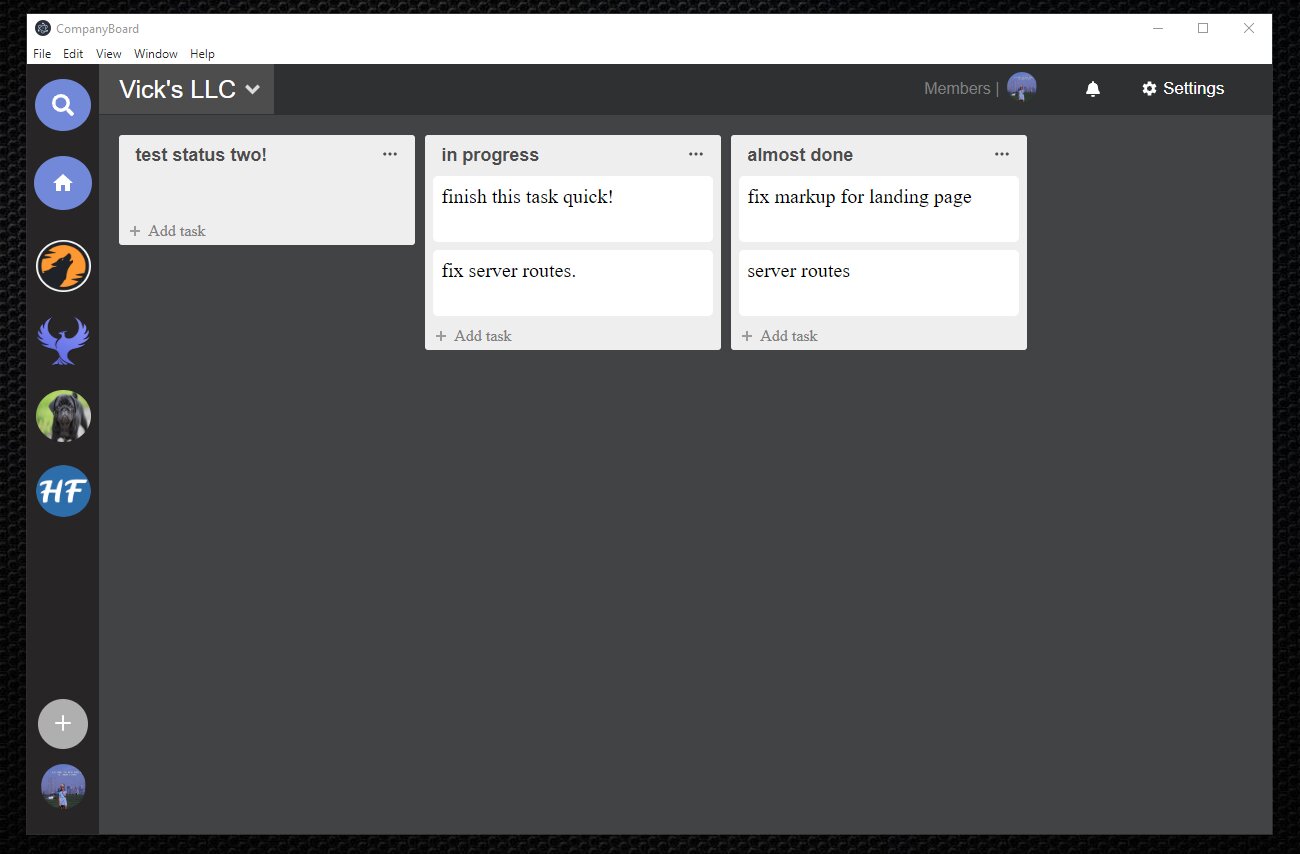 CompanyBoard
File Edit View Window Help
Vick's LLC
Members |
Settings
test status two!
+ Add task
in progress
finish this task quick!
fix server routes.
+ Add task
almost done
fix markup for landing page
server routes
+ Add task
HF